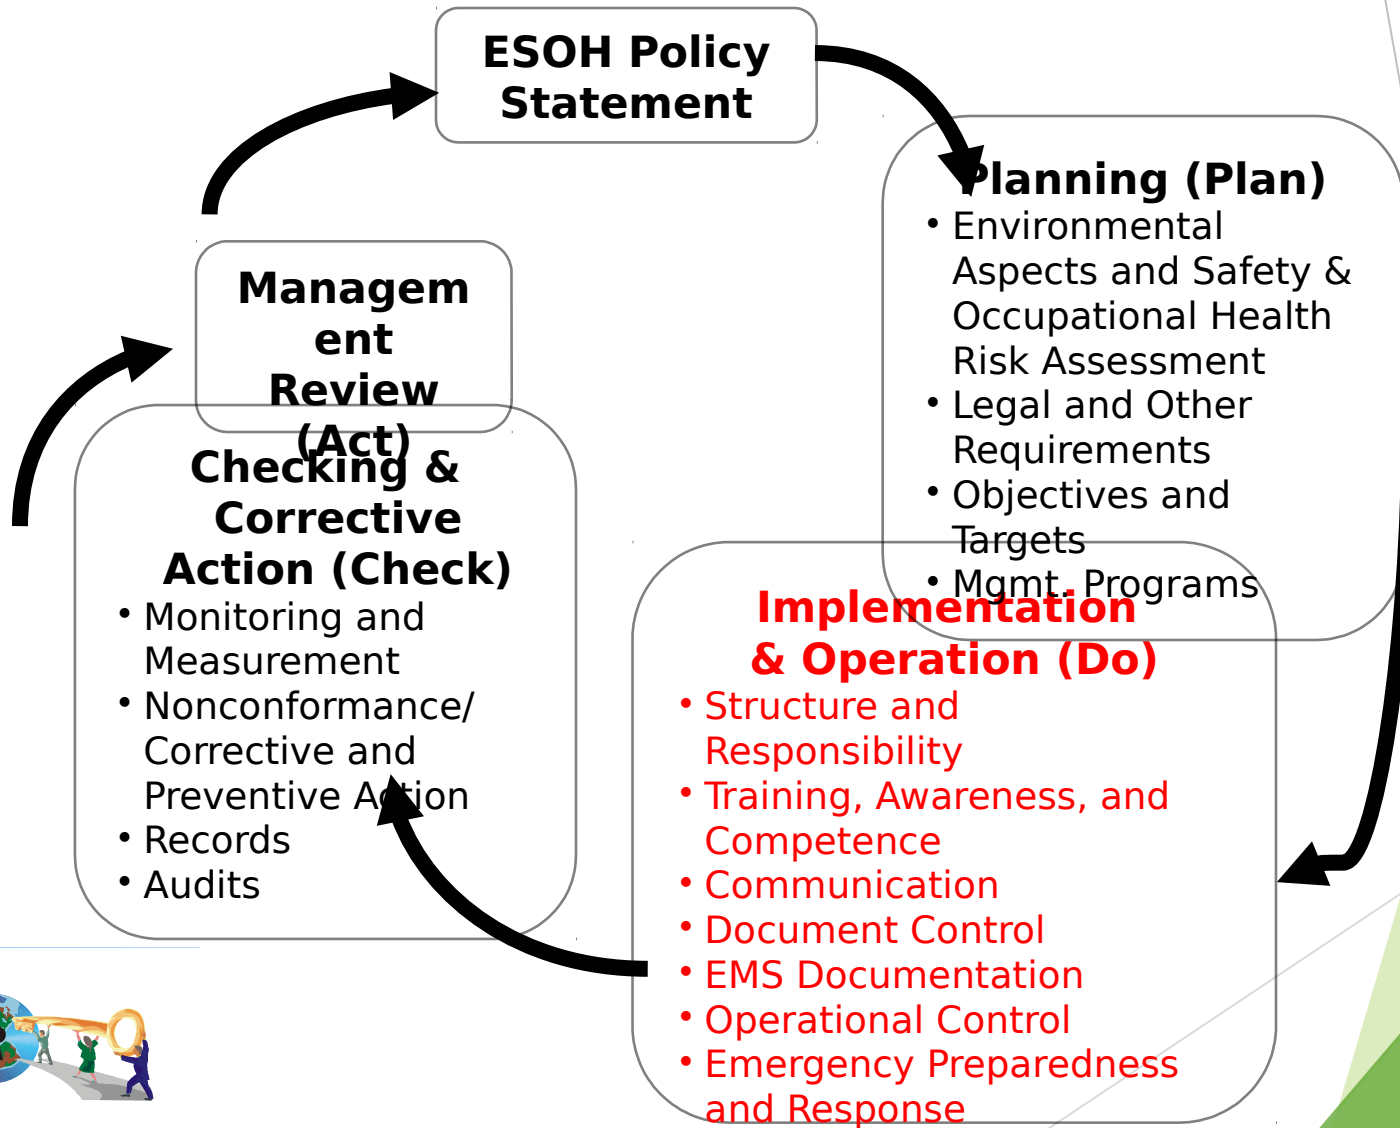 ESOH Policy
Statement
Planning (Plan)
• Environmental
Aspects and Safety &
Occupational Health
Risk Assessment
• Legal and Other
Requirements
• Objectives and
Targets
• Mgmt. Programs
Implementation
& Operation (Do)
• Structure and
Responsibility
• Training, Awareness, and
Competence
• Communication
• Document Control
• EMS Documentation
• Operational Control
• Emergency Preparedness
and Response
Checking &
Corrective
Action (Check)
• Monitoring and
Measurement
• Nonconformance/
Corrective and
Preventive Action
• Records
• Audits
Managem
ent
Review
(Act)